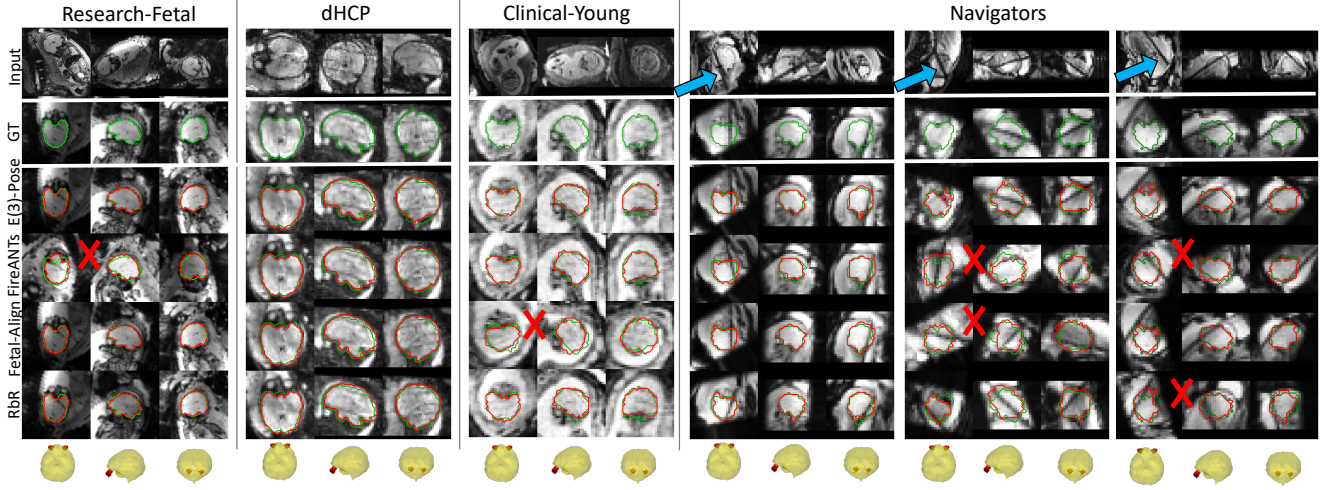 Research-Fetal
dHCP
Clinical-Young
Navigators
Input
GT
E(3)-Pose
FireANTs
Fetal-Align
RbR